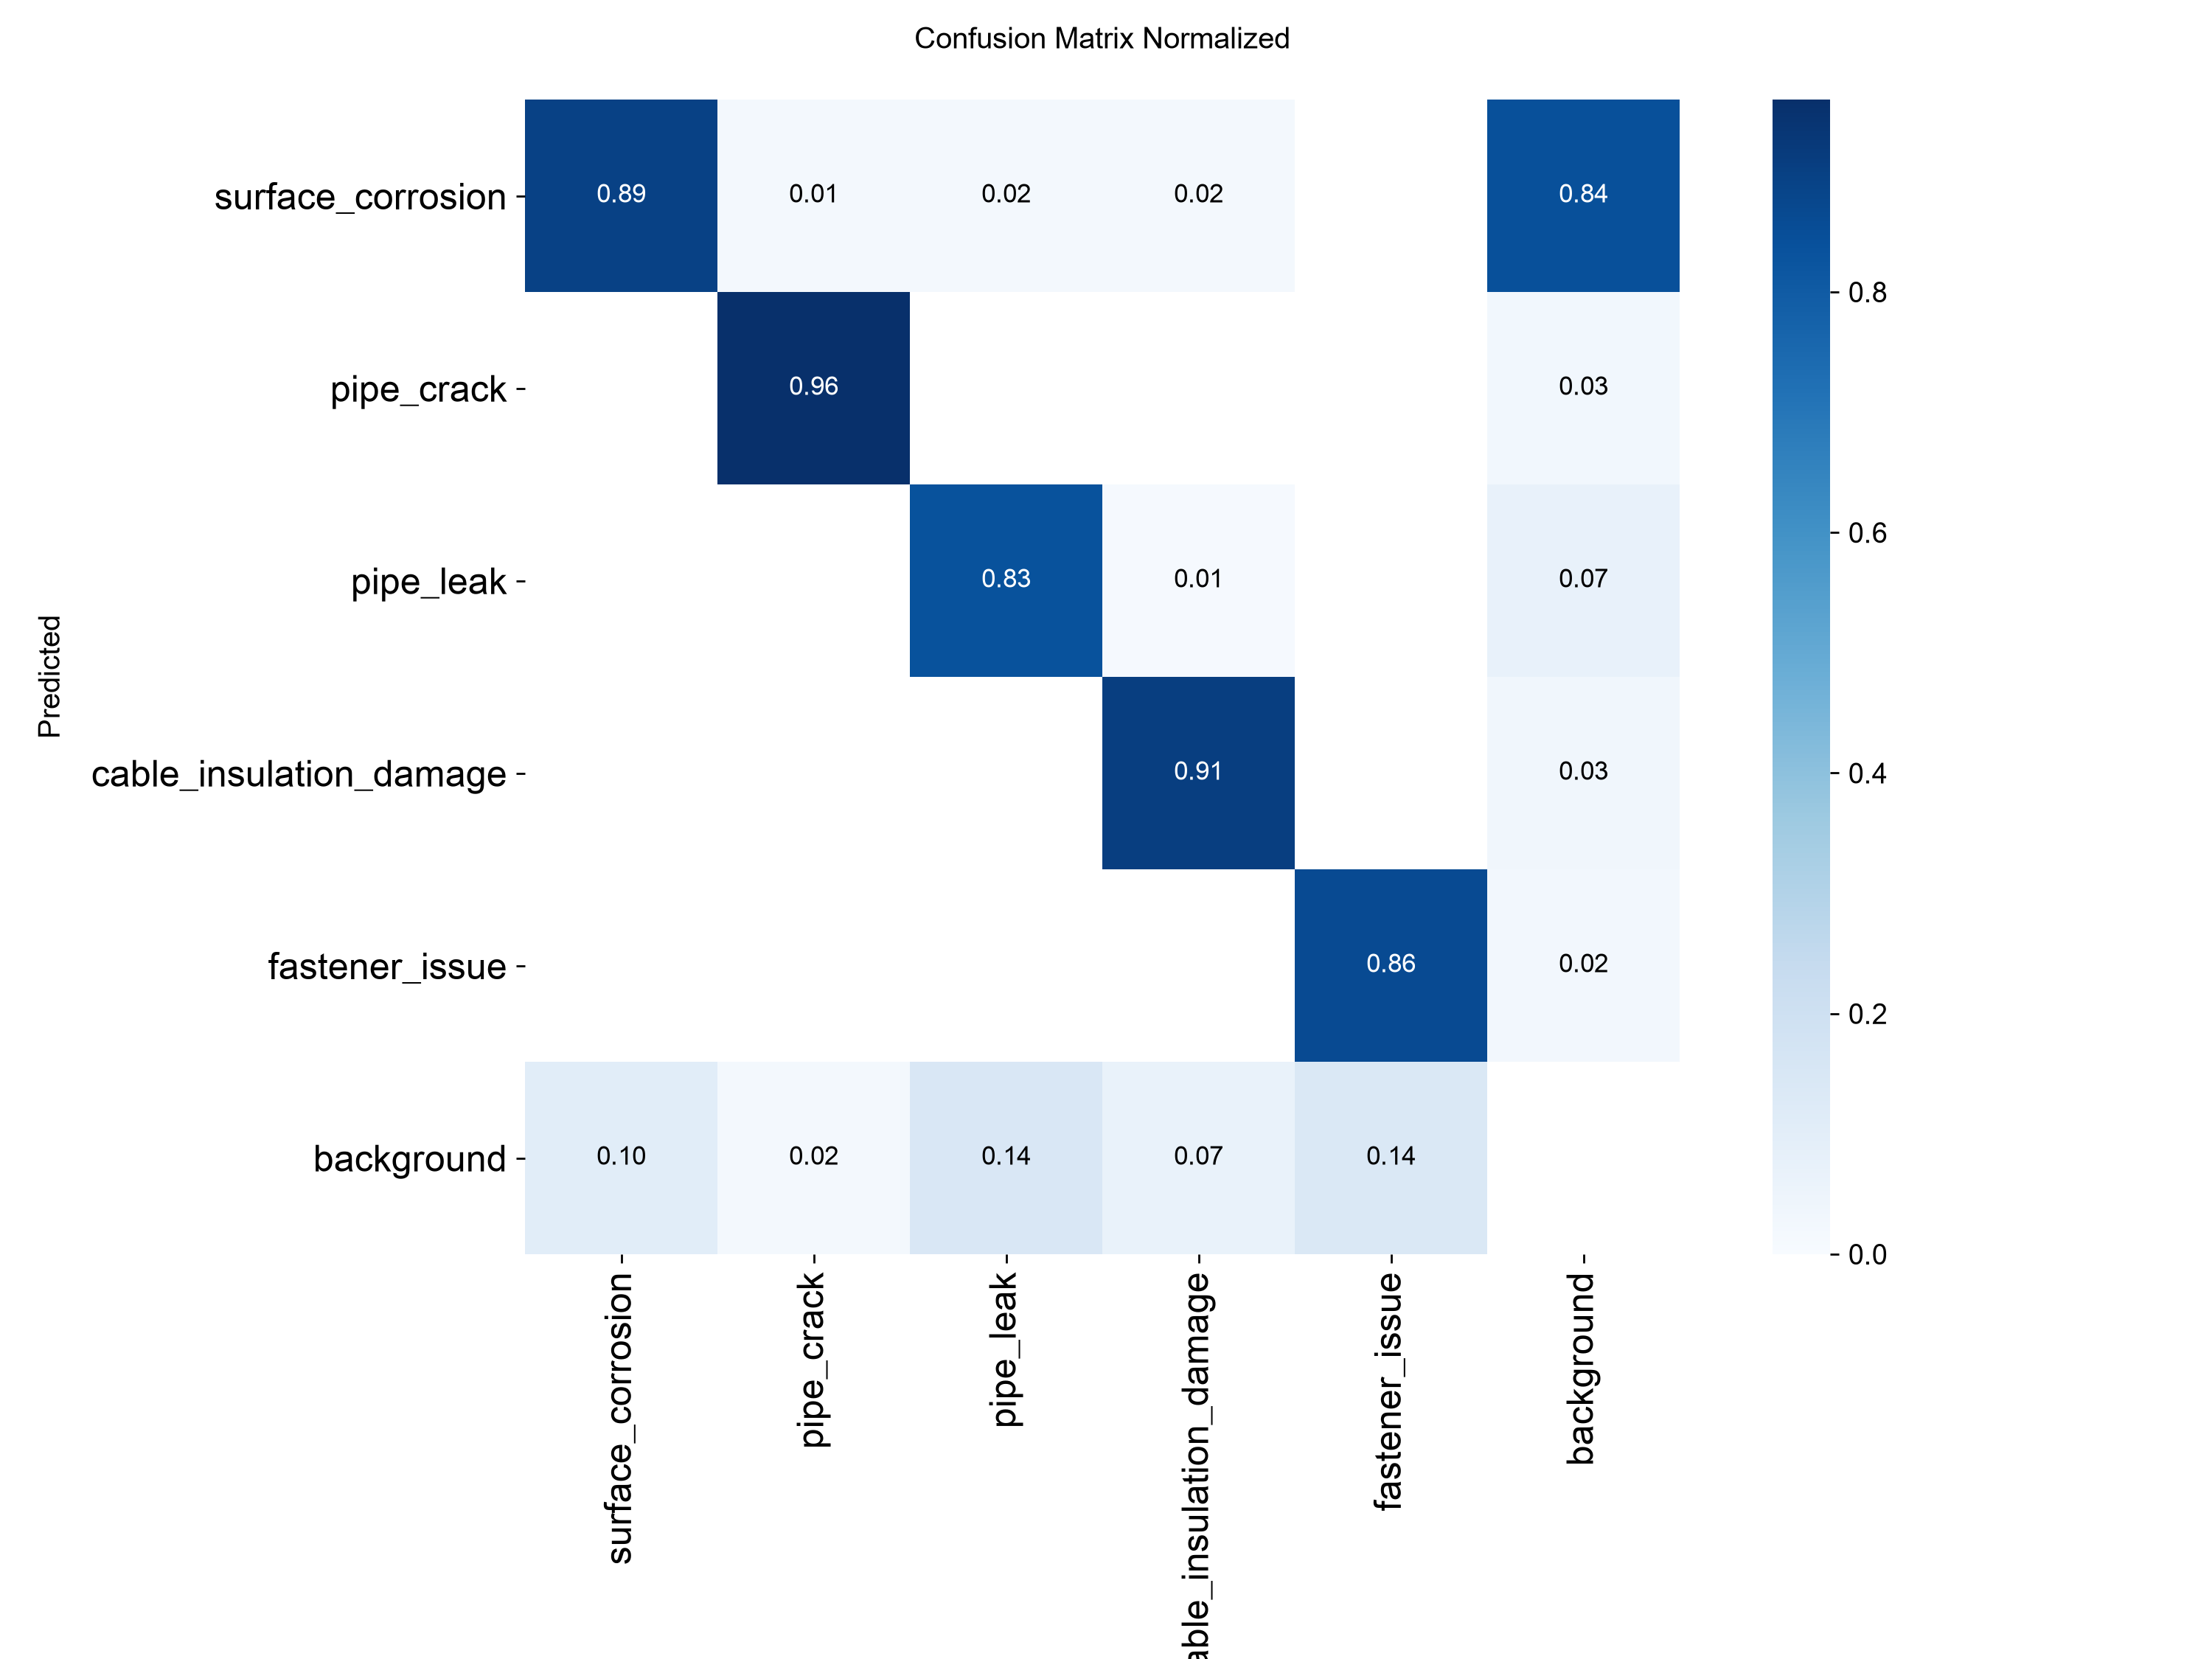 Confusion Matrix Normalized
surface_corrosion 0.89 0.01 0.02 0.02 0.84
pipe_crack 0.96 0.03
pipe_leak 0.83 0.01 0.07
cable_insulation_damage 0.91 0.03
fastener_issue 0.86 0.02
background 0.10 0.02 0.14 0.07 0.14
Predicted
surface_corrosion
pipe_crack
pipe_leak
able_insulation_damage
fastener_issue
background
0.8
0.6
0.4
0.2
0.0